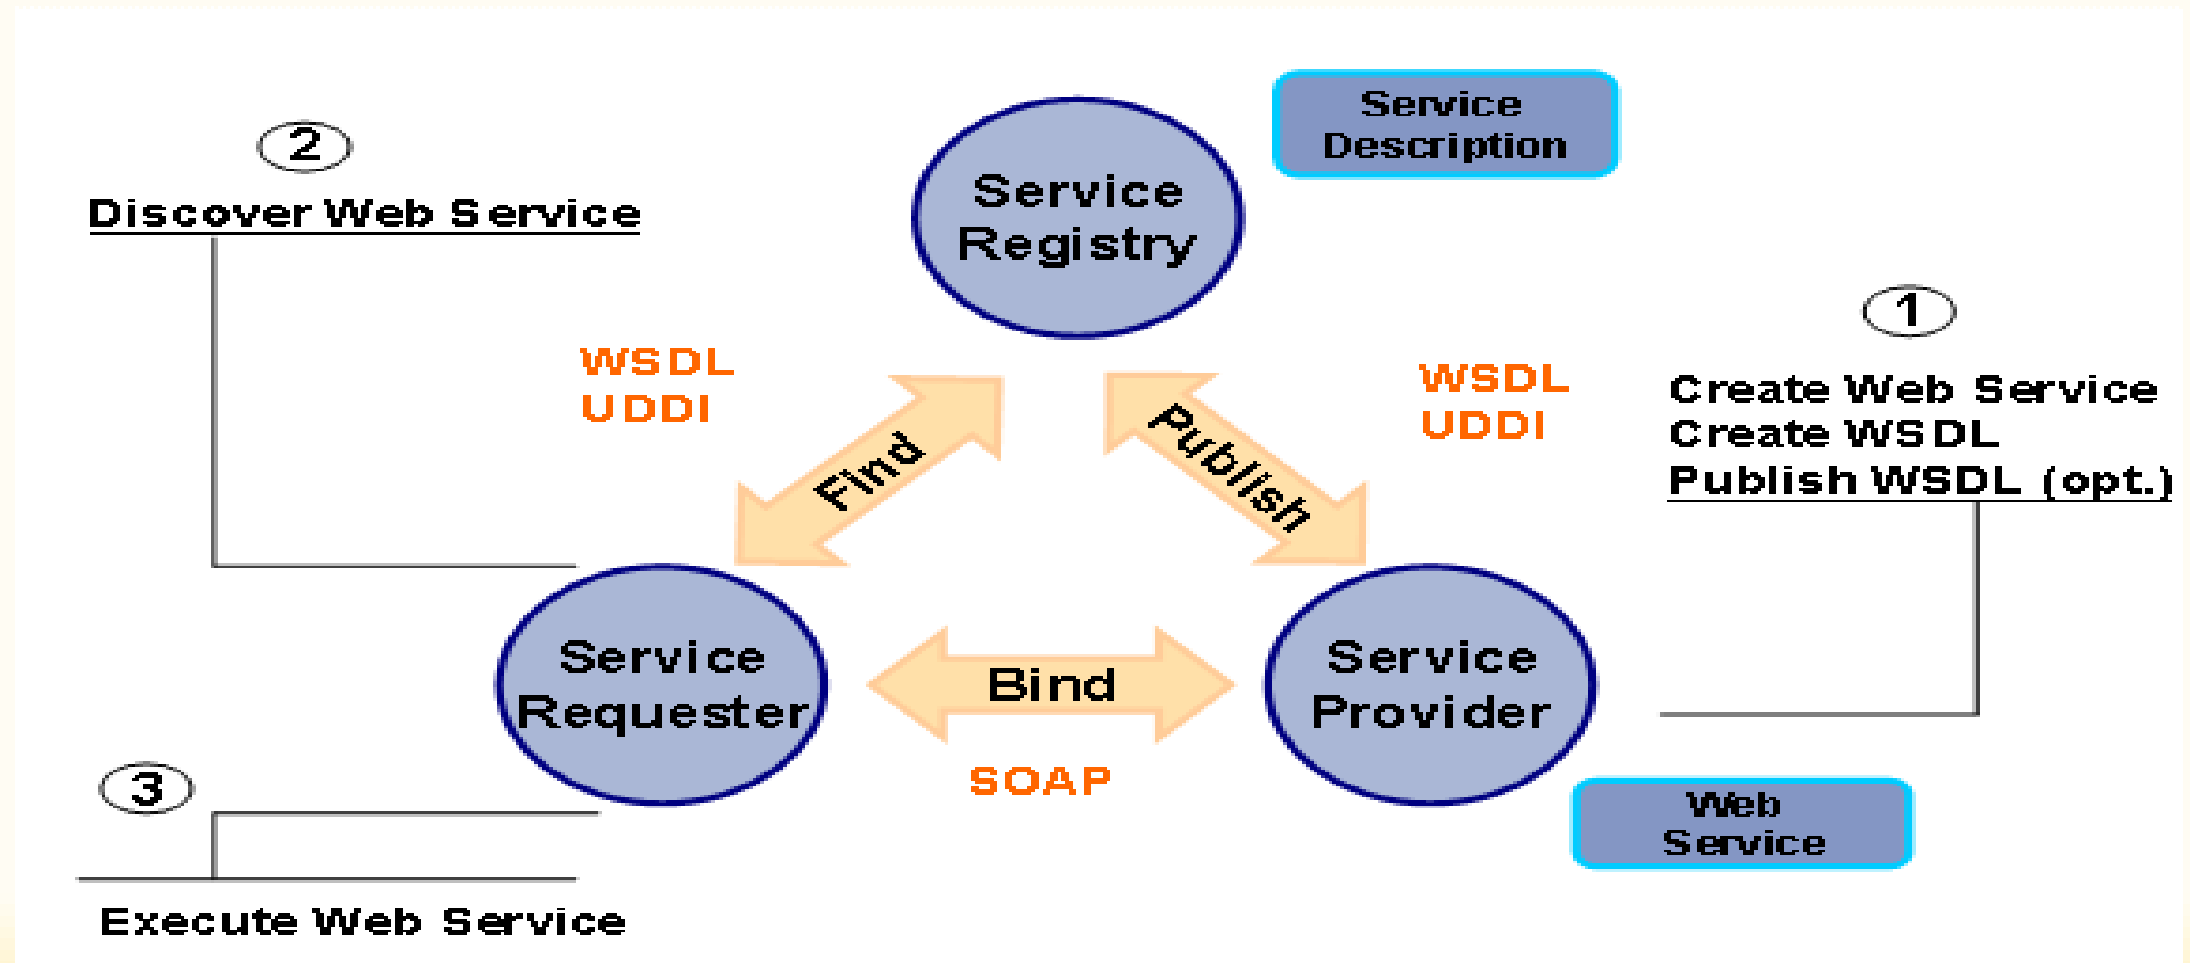 Service
Description
2
Service
Registry
Discover Web Service
1
WSDL
UDDI
WSDL
UDDI
Create Web Service
Create WSDL
Publish WSDL (opt.)
Find
Publish
Service
Requester
Bind
Service
Provider
SOAP
3
Web
Service
Execute Web Service